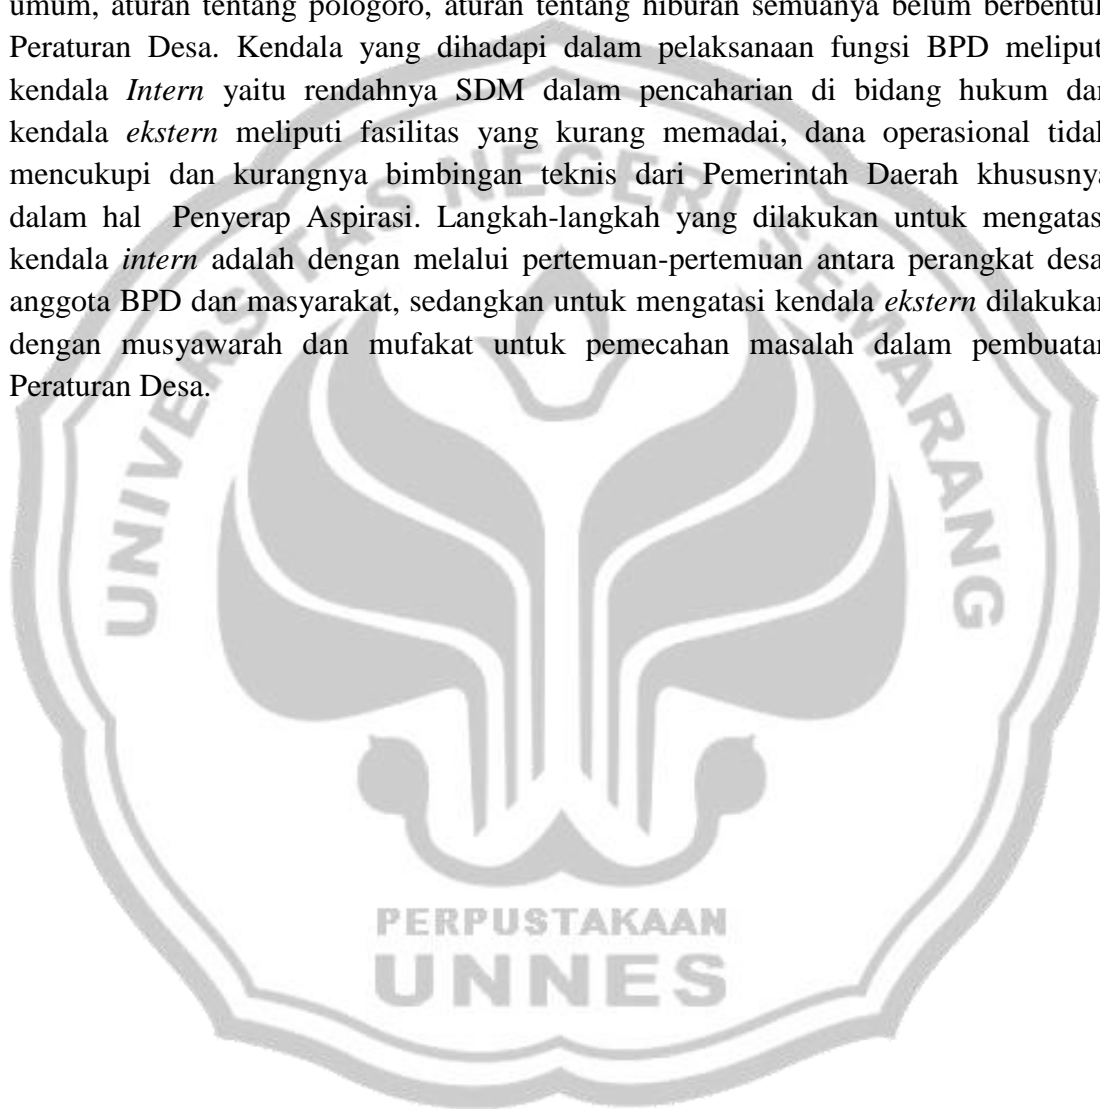 umum, aturan tentang pologoro, aturan tentang hiburan semuanya belum berbentuk
Peraturan Desa. Kendala yang dihadapi dalam pelaksanaan fungsi BPD meliputi
kendala Intern yaitu rendahnya SDM dalam pencaharian di bidang hukum dan
kendala ekstern meliputi fasilitas yang kurang memadai, dana operasional tidak
mencukupi dan kurangnya bimbingan teknis dari Pemerintah Daerah khususnya
dalam hal Penyerap Aspirasi. Langkah-langkah yang dilakukan untuk mengatasi
kendala intern adalah dengan melalui pertemuan-pertemuan antara perangkat desa
anggota BPD dan masyarakat, sedangkan untuk mengatasi kendala ekstern dilakukan
dengan musyawarah dan mufakat untuk pemecahan masalah dalam pembuatan
Peraturan Desa.
UNIVERSITAS NEGERI SEMARANG
PERPUSTAKAAN
UNNES